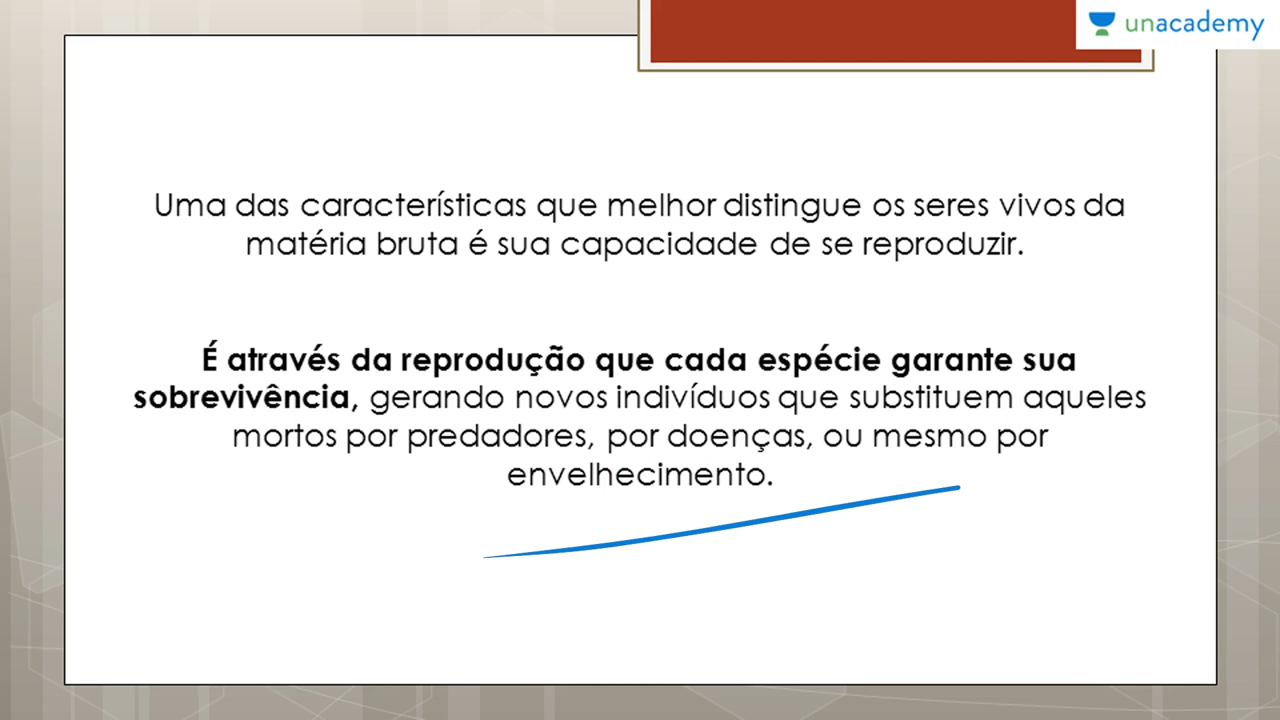 unacademy
Uma das características que melhor distingue os seres vivos da
matéria bruta é sua capacidade de se reproduzir.
É através da reprodução que cada espécie garante sua
sobrevivência, gerando novos indivíduos que substituem aqueles
mortos por predadores, por doenças, ou mesmo por
envelhecimento.